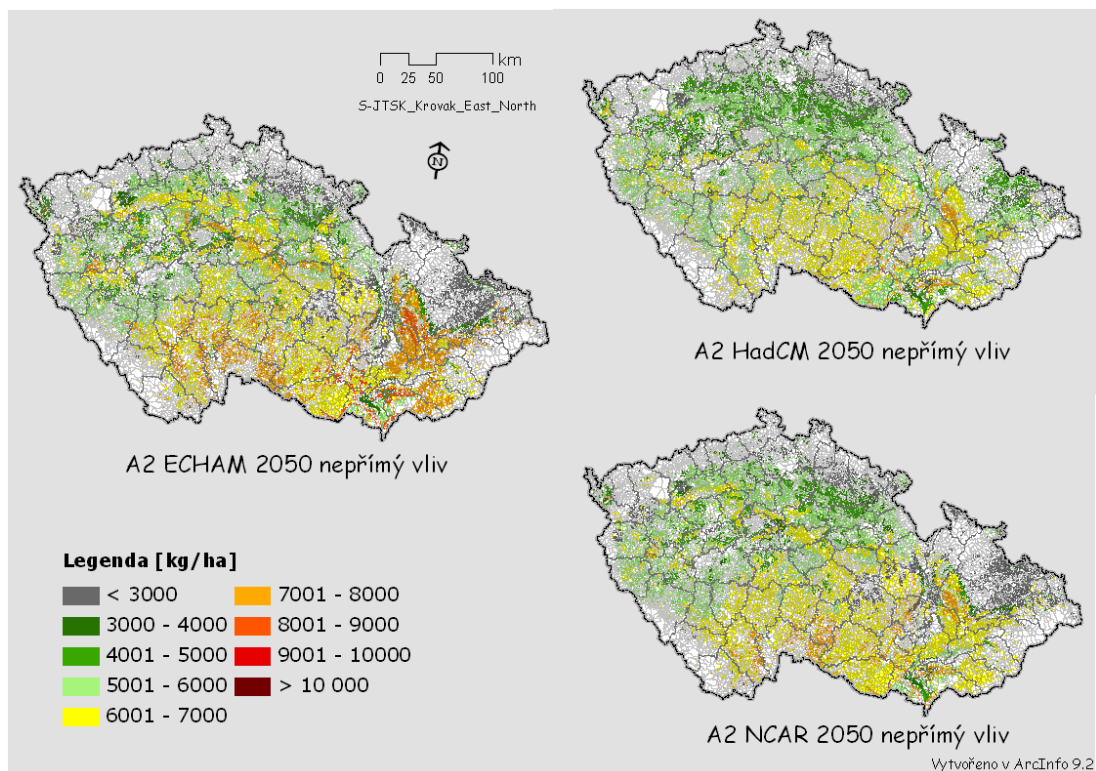 km
0 25 50 100
S-JTSK_Krovak_East_North
N
A2 ECHAM 2050 nepřímý vliv
A2 HadCM 2050 nepřímý vliv
A2 NCAR 2050 nepřímý vliv
Legenda [kg/ha]
< 3000
3000 - 4000
4001 - 5000
5001 - 6000
6001 - 7000
7001 - 8000
8001 - 9000
9001 - 10000
> 10 000
Vytvořeno v ArcInfo 9.2